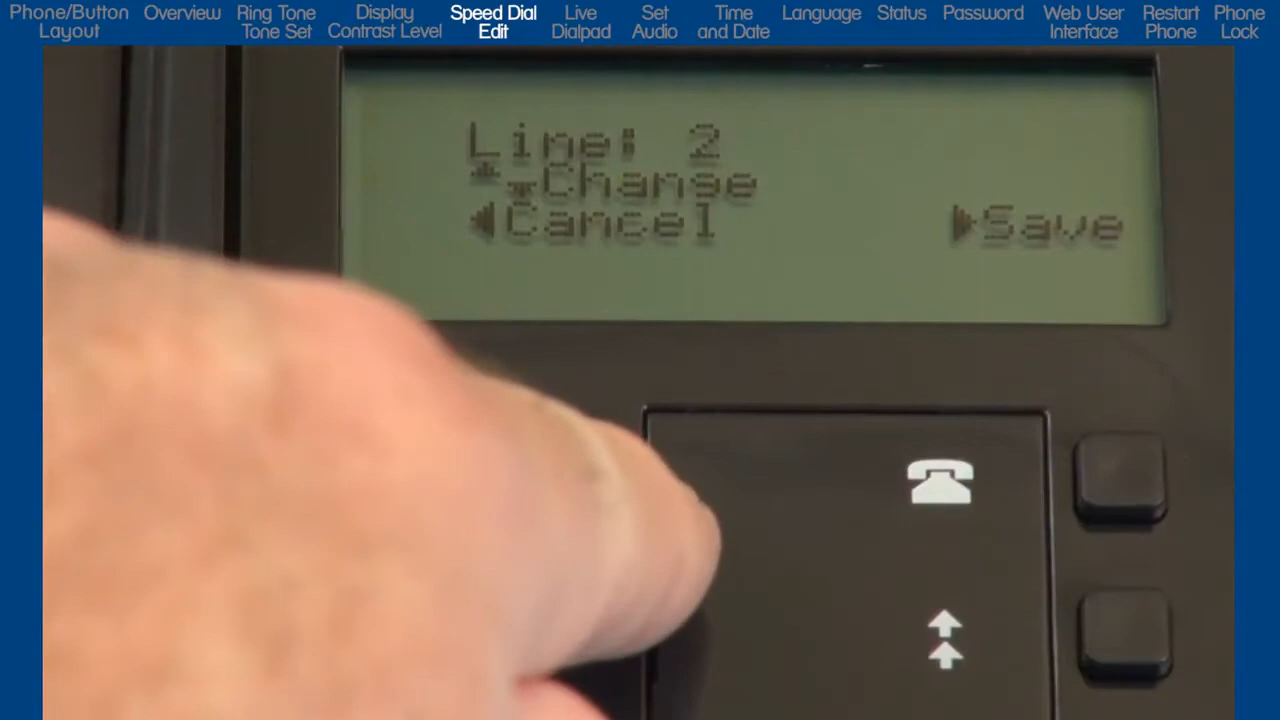 Phone/Button Layout
Overview
Ring Tone Tone Set
Display Contrast Level
Speed Dial Edit
Live Dialpad
Set Audio
Time and Date
Language
Status
Password
Web User Interface
Restart Phone
Phone Lock
Line: 2
Change
Cancel
Save